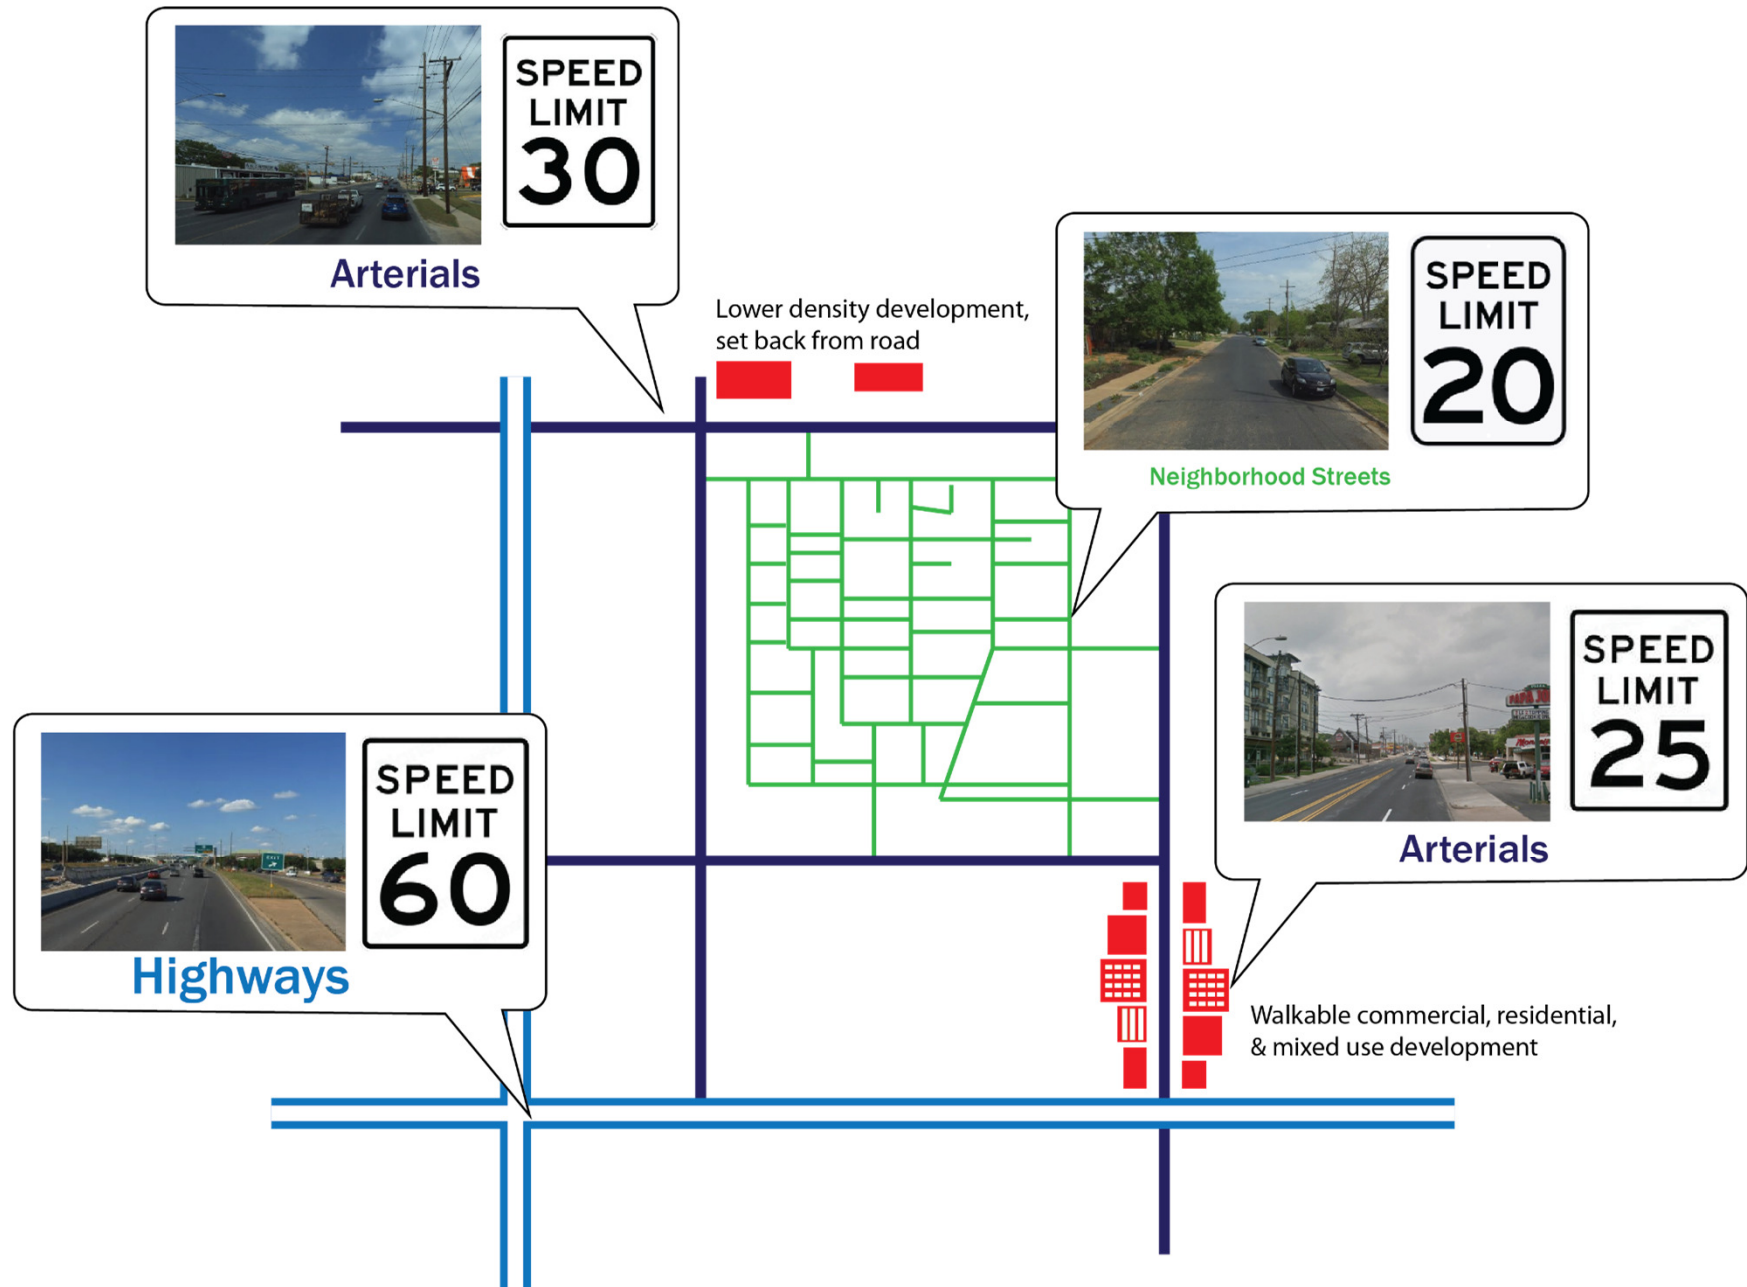 SPEED
LIMIT
30
Arterials
Lower density development,
set back from road
SPEED
LIMIT
20
Neighborhood Streets
SPEED
LIMIT
25
Arterials
SPEED
LIMIT
60
EXIT
Highways
Walkable commercial, residential,
& mixed use development